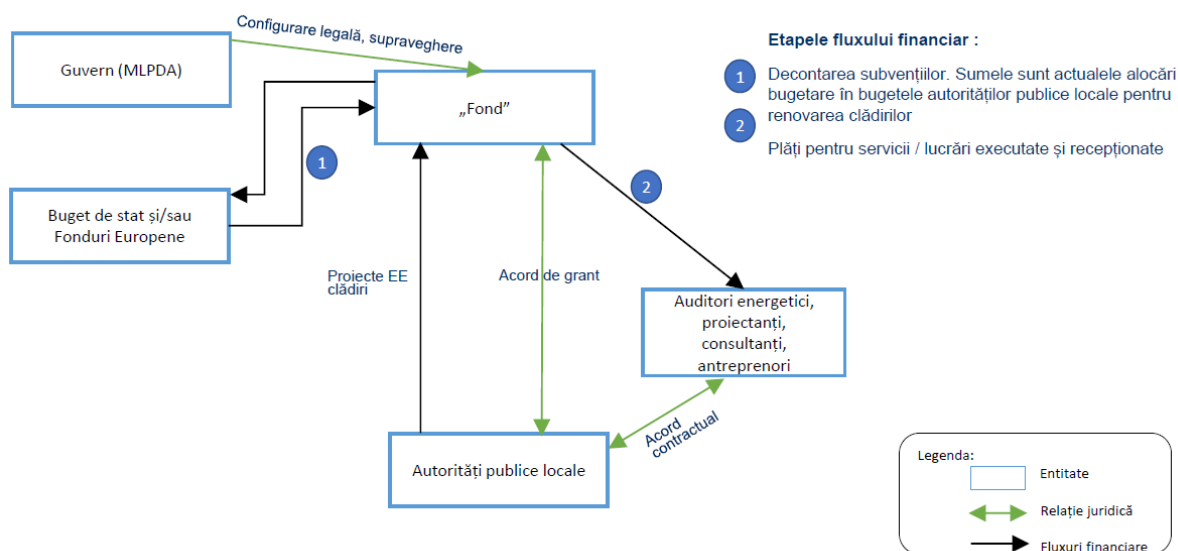 Configurare legală, supraveghere
Guvern (MLPDA)
„Fond”
Etapele fluxului financiar :
1
Decontarea subvențiilor. Sumele sunt actualele alocări
bugetare în bugetele autorităților publice locale pentru
renovarea clădirilor
2
Plăți pentru servicii / lucrări executate și recepționate
1
2
Buget de stat și/sau
Fonduri Europene
Proiecte EE
clădiri
Acord de grant
Auditori energetici,
proiectanți,
consultanți,
antreprenori
Acord
contractual
Autorități publice locale
Legenda:
Entitate
Relație juridică
Fluxuri financiare